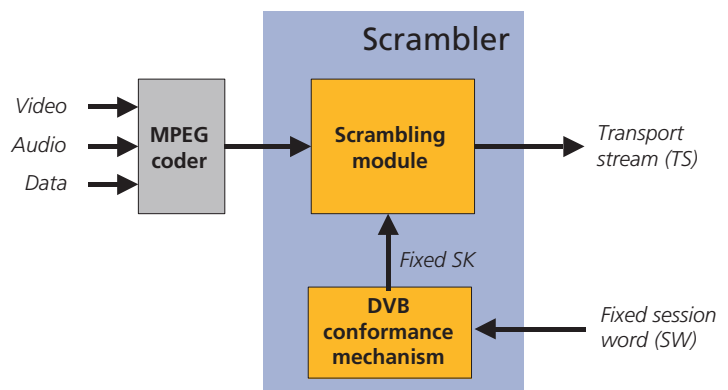 Scrambler
Video
Audio
Data
MPEG
coder
Scrambling
module
Transport
stream (TS)
Fixed SK
DVB
conformance
mechanism
Fixed session
word (SW)